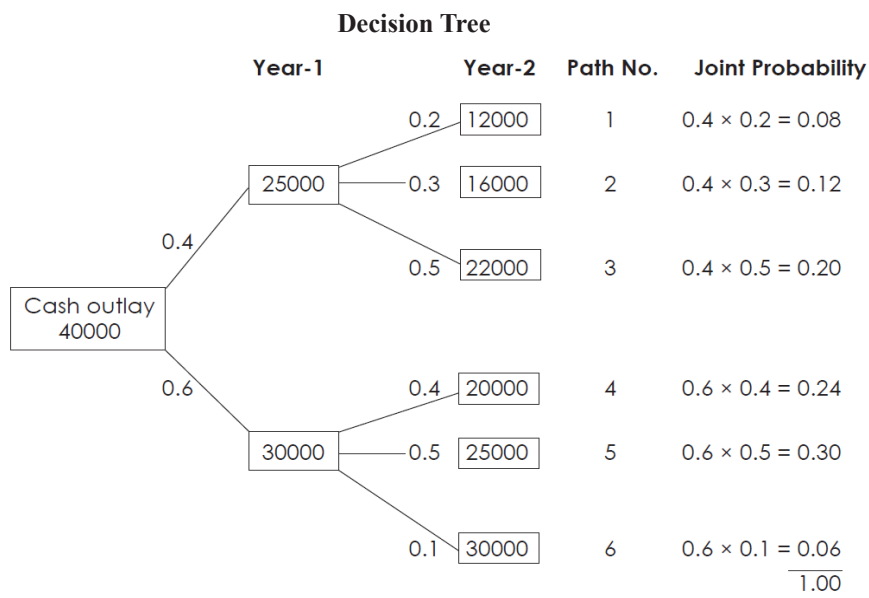 Decision Tree
Year-1 Year-2 Path No. Joint Probability
0.2 12000 1 0.4 × 0.2 = 0.08
25000 0.3 16000 2 0.4 × 0.3 = 0.12
0.4
0.5 22000 3 0.4 × 0.5 = 0.20
Cash outlay
40000
0.6 0.4 20000 4 0.6 × 0.4 = 0.24
30000 0.5 25000 5 0.6 × 0.5 = 0.30
0.1 30000 6 0.6 × 0.1 = 0.06
1.00